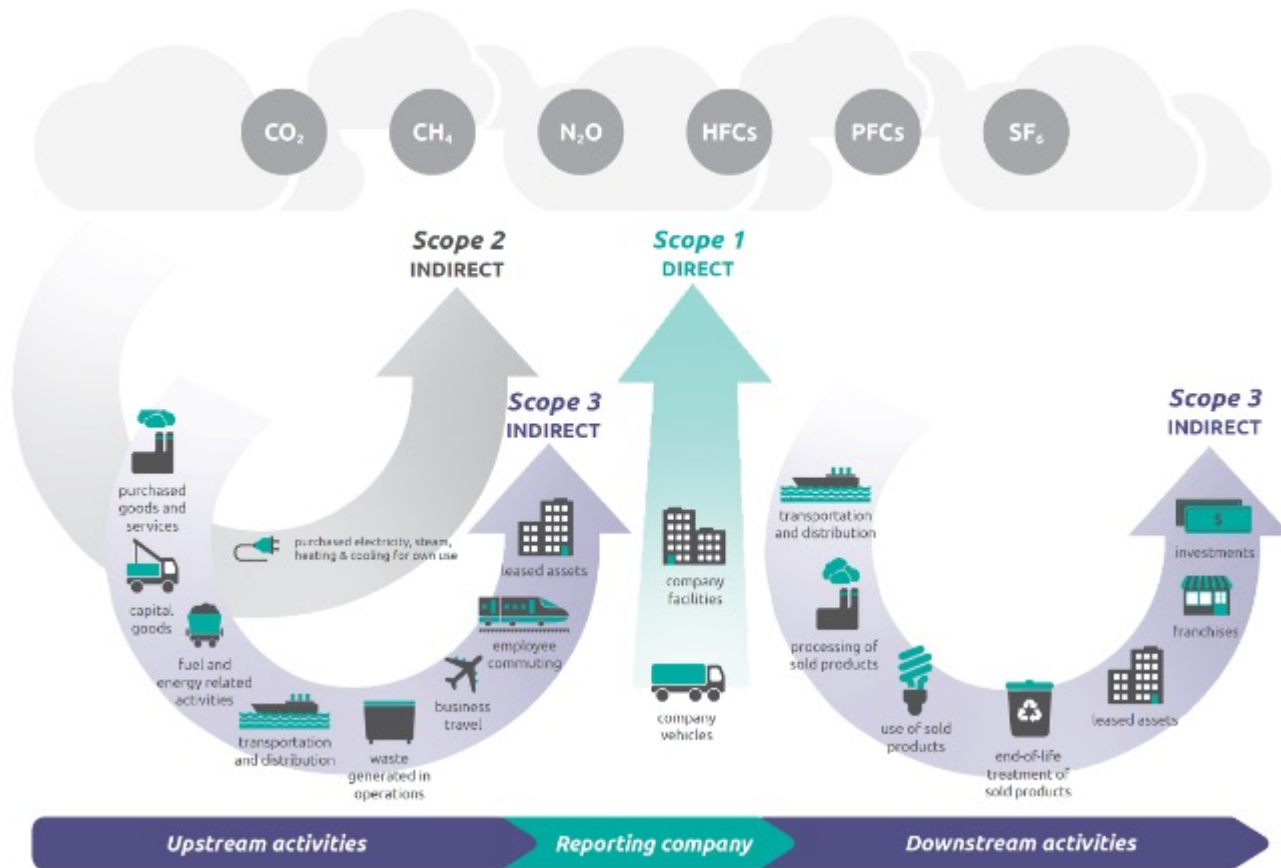 CO₂
CH₄
N₂O
HFCs
PFCs
SF₆
Scope 2
INDIRECT
Scope 1
DIRECT
Scope 3
INDIRECT
Scope 3
INDIRECT
purchased
goods and
services
capital
goods
fuel and
energy related
activities
purchased electricity, steam,
heating & cooling for own use
transportation
and distribution
waste
generated in
operations
business
travel
employee
commuting
leased assets
company
facilities
company
vehicles
transportation
and distribution
processing of
sold products
use of sold
products
end-of-life
treatment of
sold products
leased assets
franchises
$
investments
Upstream activities
Reporting company
Downstream activities